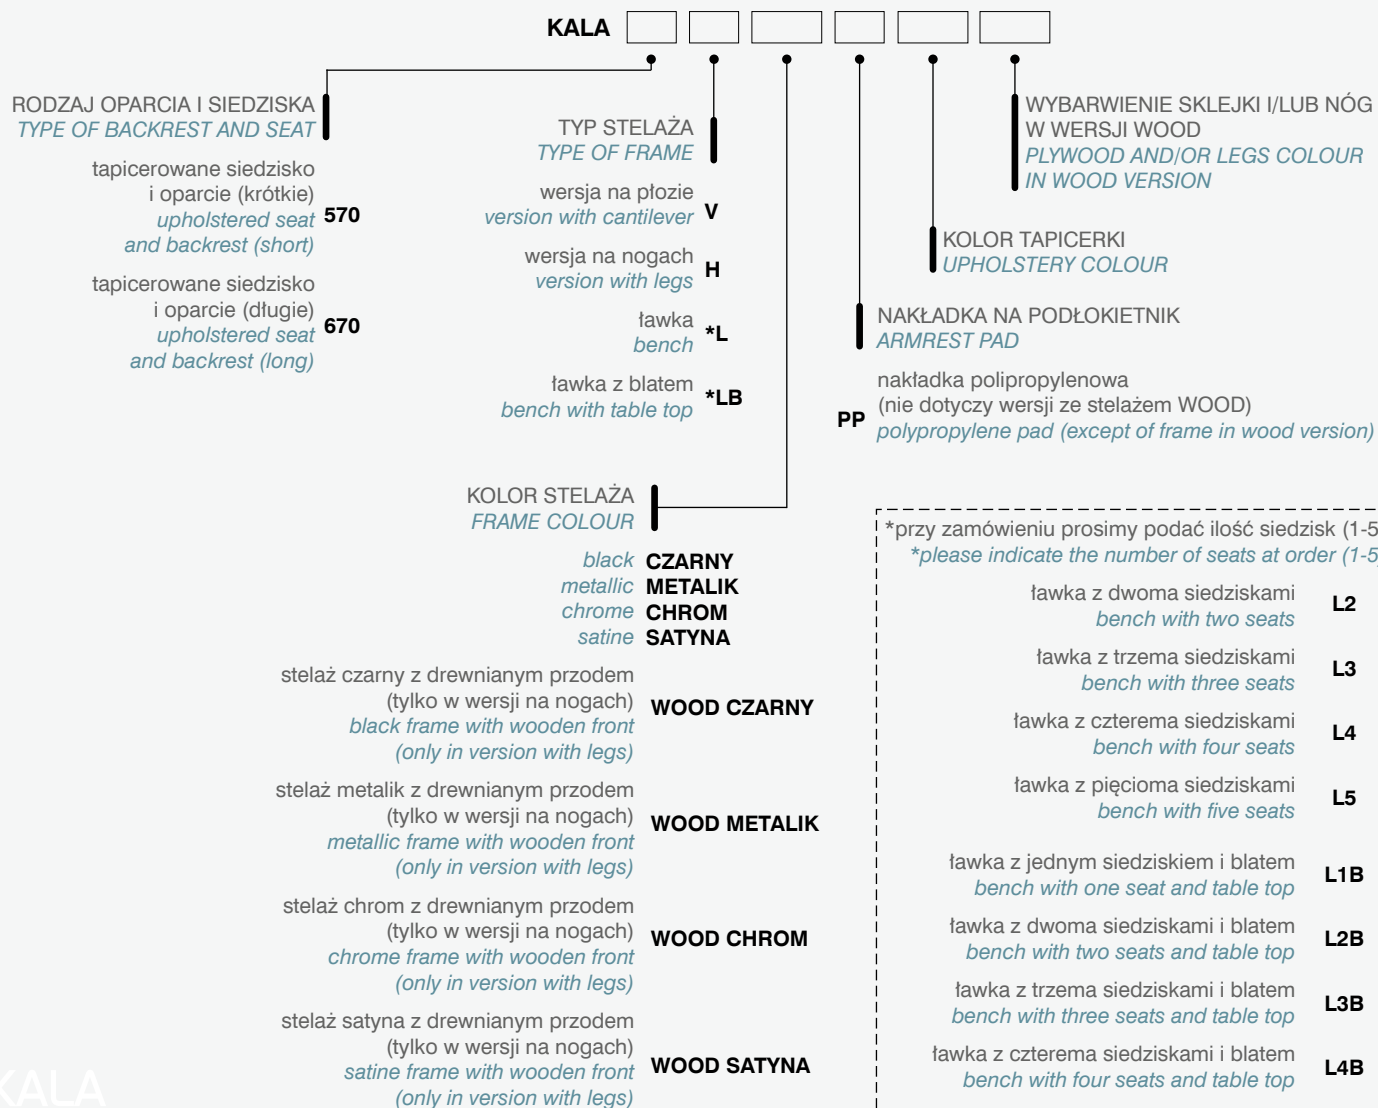 KALA
RODZAJ OPARCIA I SIEDZISKA
TYPE OF BACKREST AND SEAT
tapicerowane siedzisko
i oparcie (krótkie)
upholstered seat
and backrest (short)
570
tapicerowane siedzisko
i oparcie (długie)
upholstered seat
and backrest (long)
670
TYP STELAŻA
TYPE OF FRAME
wersja na płozie
version with cantilever
V
wersja na nogach
version with legs
H
ławka
bench
*L
ławka z blatem
bench with table top
*LB
KOLOR STELAŻA
FRAME COLOUR
black CZARNY
metallic METALIK
chrome CHROM
satine SATYNA
stelaż czarny z drewnianym przodem
(tylko w wersji na nogach)
black frame with wooden front
(only in version with legs)
WOOD CZARNY
stelaż metalik z drewnianym przodem
(tylko w wersji na nogach)
metallic frame with wooden front
(only in version with legs)
WOOD METALIK
stelaż chrom z drewnianym przodem
(tylko w wersji na nogach)
chrome frame with wooden front
(only in version with legs)
WOOD CHROM
stelaż satyna z drewnianym przodem
(tylko w wersji na nogach)
satine frame with wooden front
(only in version with legs)
WOOD SATYNA
WYBARWIENIE SKLEJKI I/LUB NÓG
W WERSJI WOOD
PLYWOOD AND/OR LEGS COLOUR
IN WOOD VERSION
KOLOR TAPICERKI
UPHOLSTERY COLOUR
NAKŁADKA NA PODŁOKIETNIK
ARMREST PAD
nakładka polipropylenowa
(nie dotyczy wersji ze stelażem WOOD)
polypropylene pad (except of frame in wood version)
PP
*przy zamówieniu prosimy podać ilość siedzisk (1-5
*please indicate the number of seats at order (1-5
ławka z dwoma siedziskami
bench with two seats
L2
ławka z trzema siedziskami
bench with three seats
L3
ławka z czterema siedziskami
bench with four seats
L4
ławka z pięcioma siedziskami
bench with five seats
L5
ławka z jednym siedziskiem i blatem
bench with one seat and table top
L1B
ławka z dwoma siedziskami i blatem
bench with two seats and table top
L2B
ławka z trzema siedziskami i blatem
bench with three seats and table top
L3B
ławka z czterema siedziskami i blatem
bench with four seats and table top
L4B
KALA